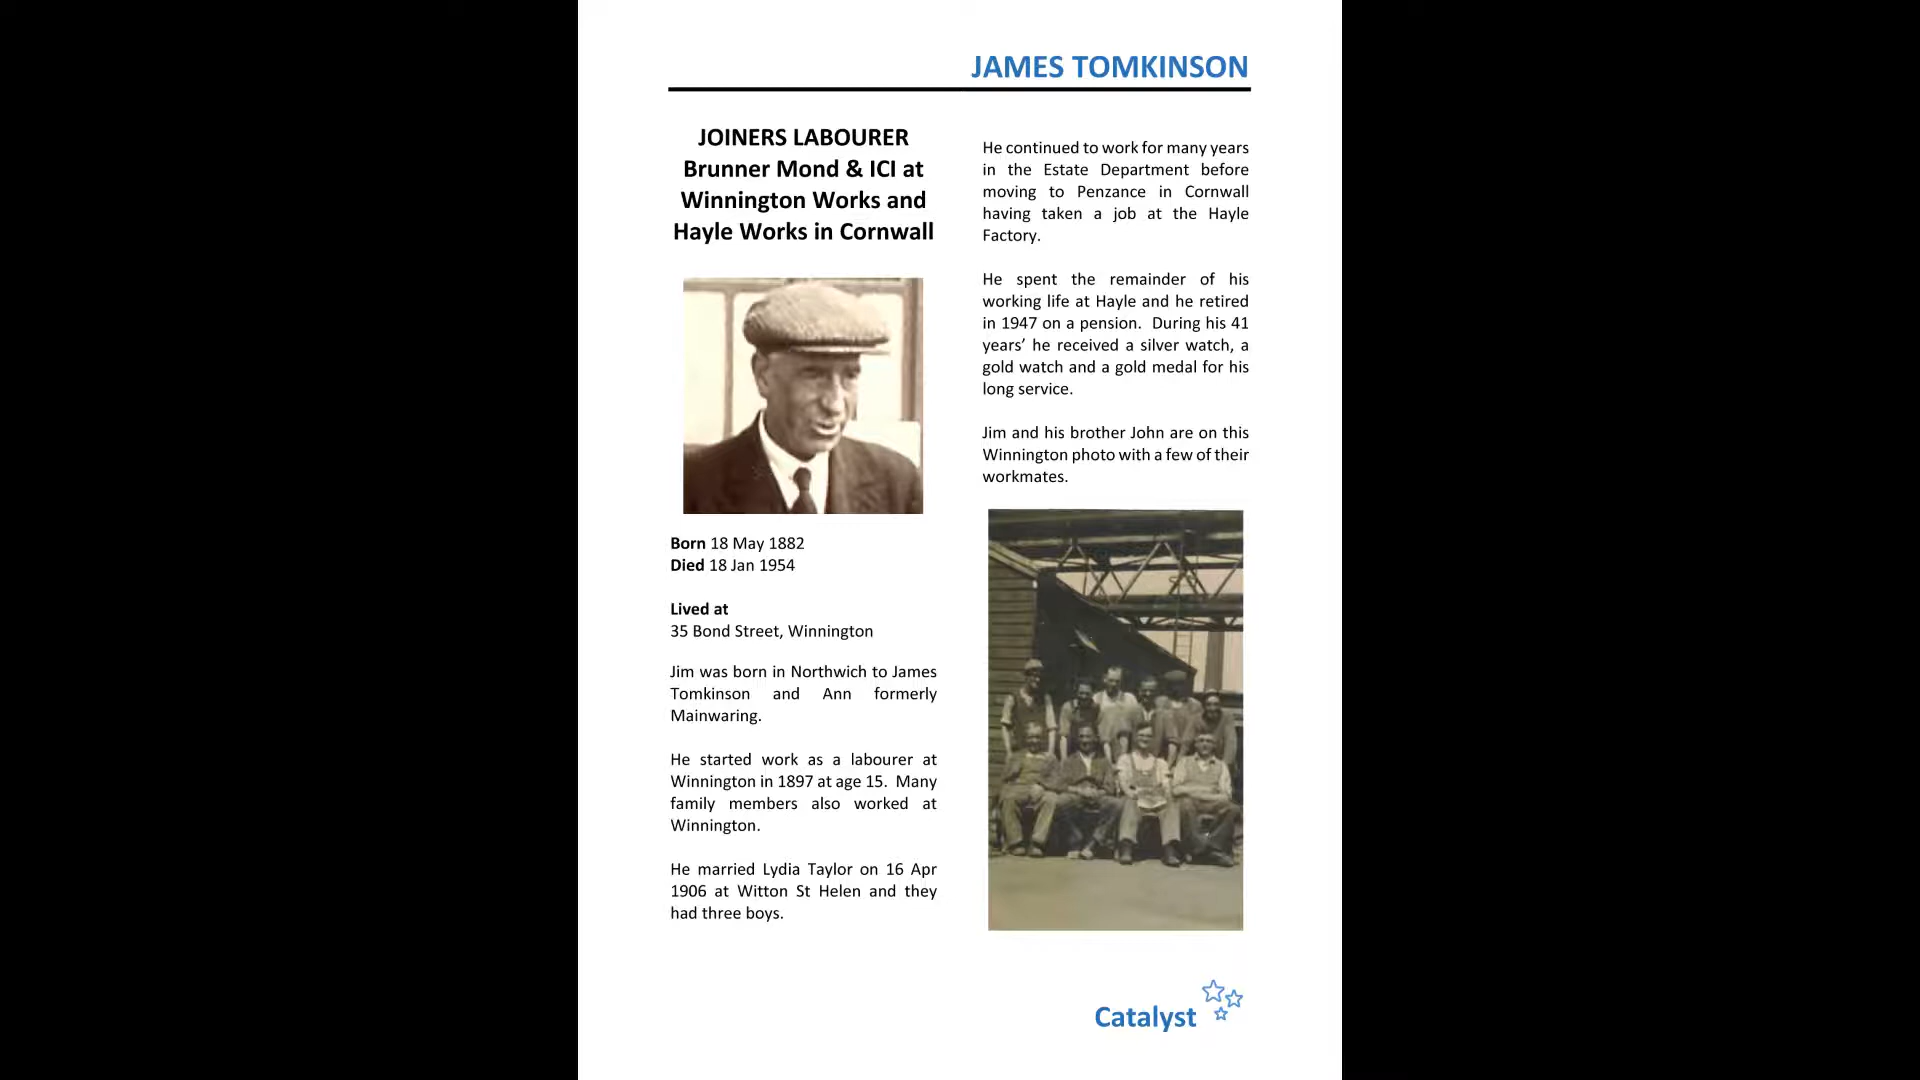 JAMES TOMKINSON
JOINERS LABOURER
Brunner Mond & ICI at
Winnington Works and
Hayle Works in Cornwall
Born 18 May 1882
Died 18 Jan 1954
Lived at
35 Bond Street, Winnington
Jim was born in Northwich to James
Tomkinson and Ann formerly
Mainwaring.
He started work as a labourer at
Winnington in 1897 at age 15. Many
family members also worked at
Winnington.
He married Lydia Taylor on 16 Apr
1906 at Witton St Helen and they
had three boys.
He continued to work for many years
in the Estate Department before
moving to Penzance in Cornwall
having taken a job at the Hayle
Factory.
He spent the remainder of his
working life at Hayle and he retired
in 1947 on a pension. During his 41
years’ he received a silver watch, a
gold watch and a gold medal for his
long service.
Jim and his brother John are on this
Winnington photo with a few of their
workmates.
Catalyst